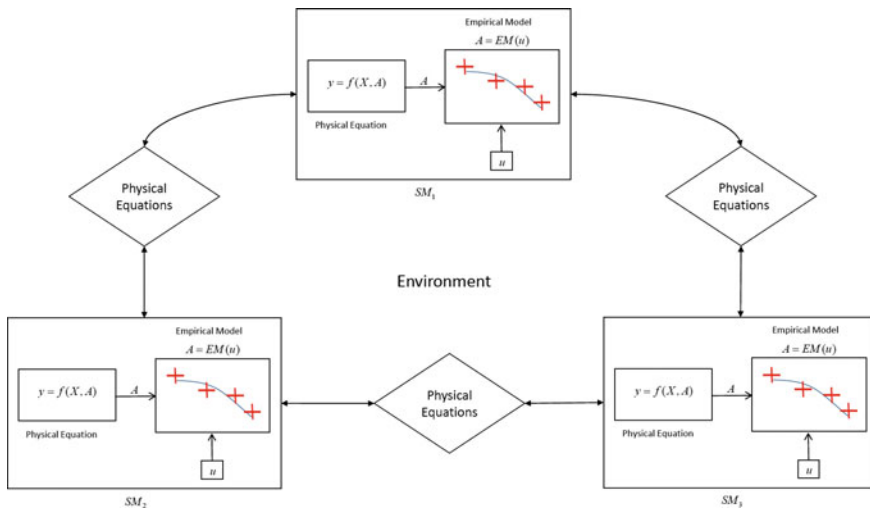 Empirical Model
A = EM(u)
y = f(X, A)
A
Physical Equation
u
SM₁
Physical
Equations
Physical
Equations
Environment
Empirical Model
A = EM(u)
y = f(X, A)
A
Physical Equation
u
SM₂
Physical
Equations
Empirical Model
A = EM(u)
y = f(X, A)
A
Physical Equation
u
SM₃